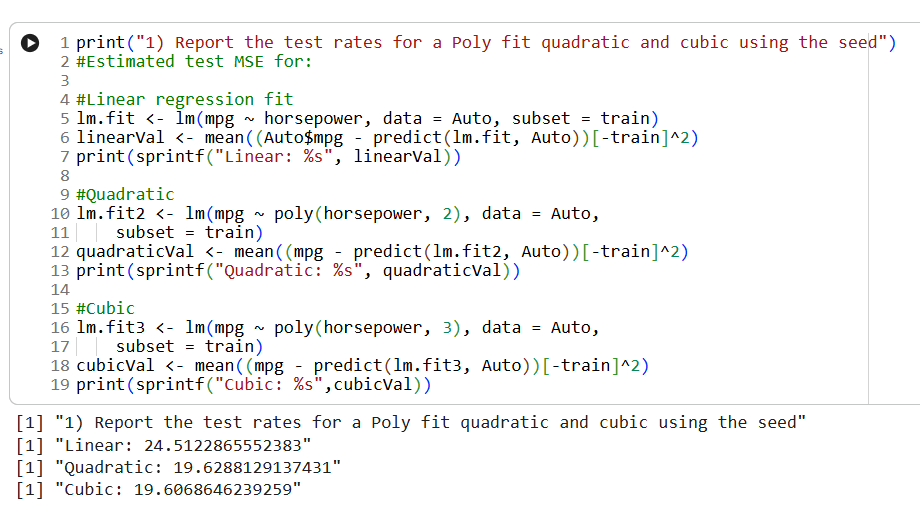 1 print("1) Report the test rates for a Poly fit quadratic and cubic using the seed")
2 #Estimated test MSE for:
3
4 #Linear regression fit
5 lm.fit <- lm(mpg ~ horsepower, data = Auto, subset = train)
6 linearVal <- mean((Auto$mpg - predict(lm.fit, Auto))[-train]^2)
7 print(sprintf("Linear: %s", linearVal))
8
9 #Quadratic
10 lm.fit2 <- lm(mpg ~ poly(horsepower, 2), data = Auto,
11     subset = train)
12 quadraticVal <- mean((mpg - predict(lm.fit2, Auto))[-train]^2)
13 print(sprintf("Quadratic: %s", quadraticVal))
14
15 #Cubic
16 lm.fit3 <- lm(mpg ~ poly(horsepower, 3), data = Auto,
17     subset = train)
18 cubicVal <- mean((mpg - predict(lm.fit3, Auto))[-train]^2)
19 print(sprintf("Cubic: %s",cubicVal))
[1] "1) Report the test rates for a Poly fit quadratic and cubic using the seed"
[1] "Linear: 24.5122865552383"
[1] "Quadratic: 19.6288129137431"
[1] "Cubic: 19.6068646239259"